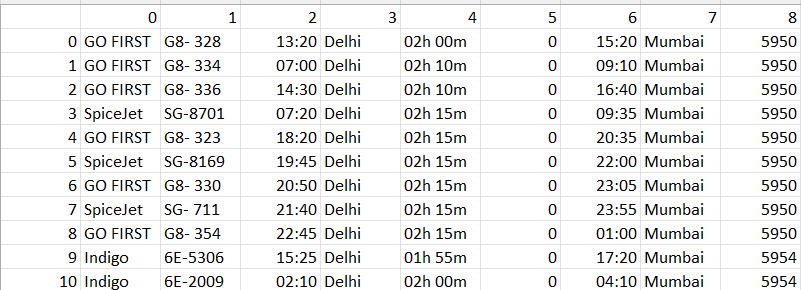 0 1 2 3 4 5 6 7 8
0 GO FIRST G8- 328 13:20 Delhi 02h 00m 0 15:20 Mumbai 5950
1 GO FIRST G8- 334 07:00 Delhi 02h 10m 0 09:10 Mumbai 5950
2 GO FIRST G8- 336 14:30 Delhi 02h 10m 0 16:40 Mumbai 5950
3 SpiceJet SG-8701 07:20 Delhi 02h 15m 0 09:35 Mumbai 5950
4 GO FIRST G8- 323 18:20 Delhi 02h 15m 0 20:35 Mumbai 5950
5 SpiceJet SG-8169 19:45 Delhi 02h 15m 0 22:00 Mumbai 5950
6 GO FIRST G8- 330 20:50 Delhi 02h 15m 0 23:05 Mumbai 5950
7 SpiceJet SG- 711 21:40 Delhi 02h 15m 0 23:55 Mumbai 5950
8 GO FIRST G8- 354 22:45 Delhi 02h 15m 0 01:00 Mumbai 5950
9 Indigo 6E-5306 15:25 Delhi 01h 55m 0 17:20 Mumbai 5954
10 Indigo 6E-2009 02:10 Delhi 02h 00m 0 04:10 Mumbai 5954